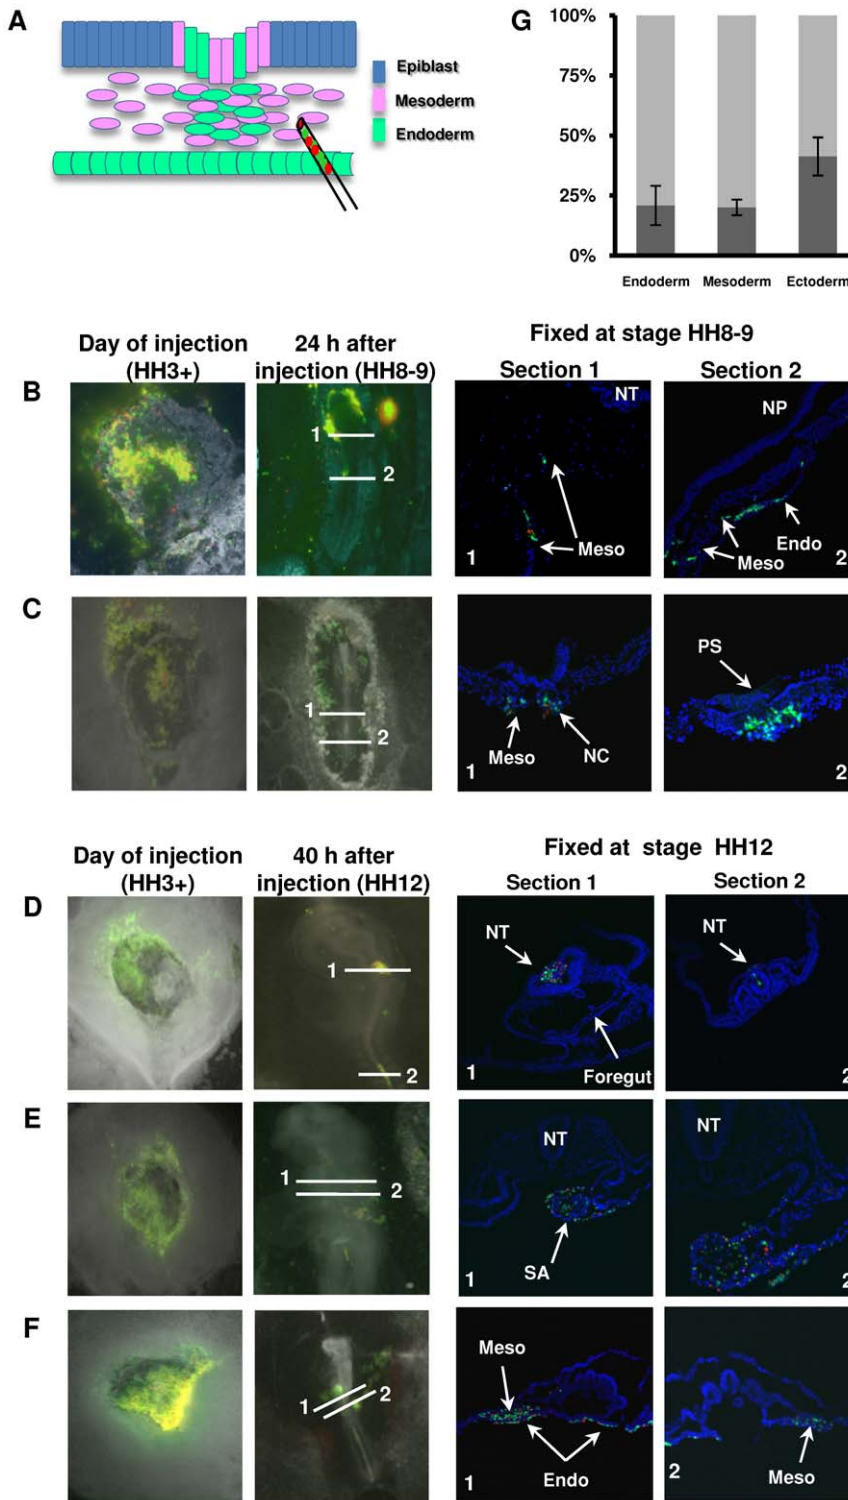 A
Epiblast
Mesoderm
Endoderm
G
100%
75%
50%
25%
0%
Endoderm Mesoderm Ectoderm
Day of injection
(HH3+)
24 h after
injection (HH8-9)
Fixed at stage HH8-9
Section 1
Section 2
B
1
2
NT
Meso
1
NP
Endo
Meso
2
C
1
2
Meso
NC
1
PS
2
Day of injection
(HH3+)
40 h after
injection (HH12)
Fixed at stage HH12
Section 1
Section 2
D
1
2
NT
Foregut
1
NT
2
E
1
2
NT
SA
1
NT
2
F
1
2
Meso
Endo
1
Meso
2